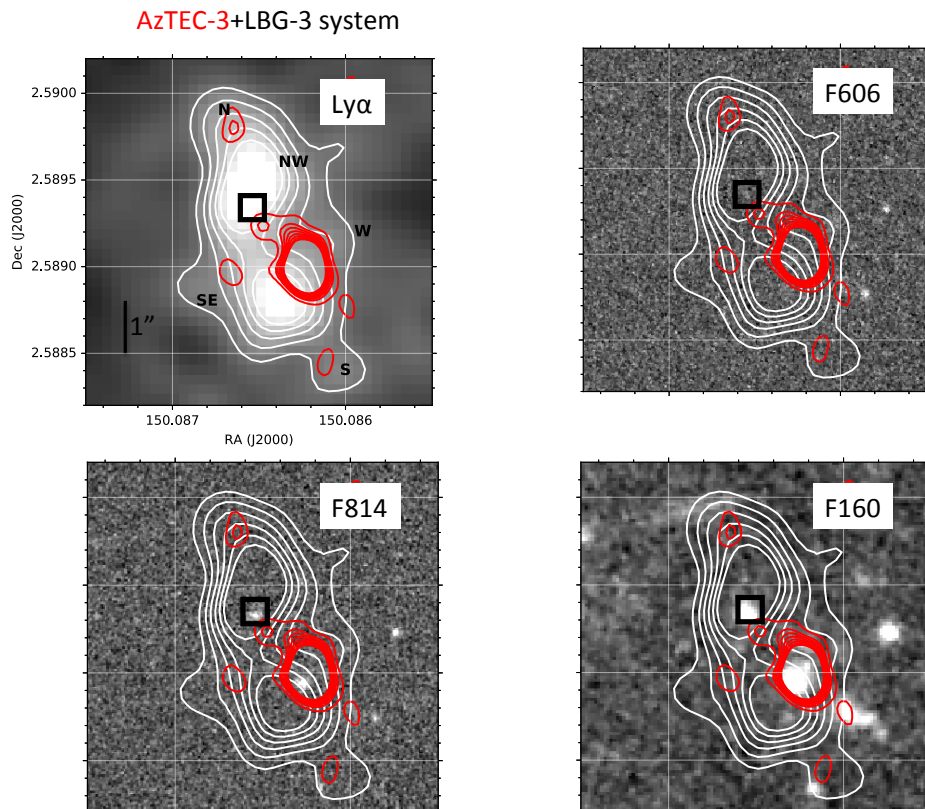 AzTEC-3+LBG-3 system
Lyα
F606
2.5900
2.5895
2.5890
2.5885
Dec (J2000)
N
NW
W
SE
S
1″
150.087
150.086
RA (J2000)
F814
F160